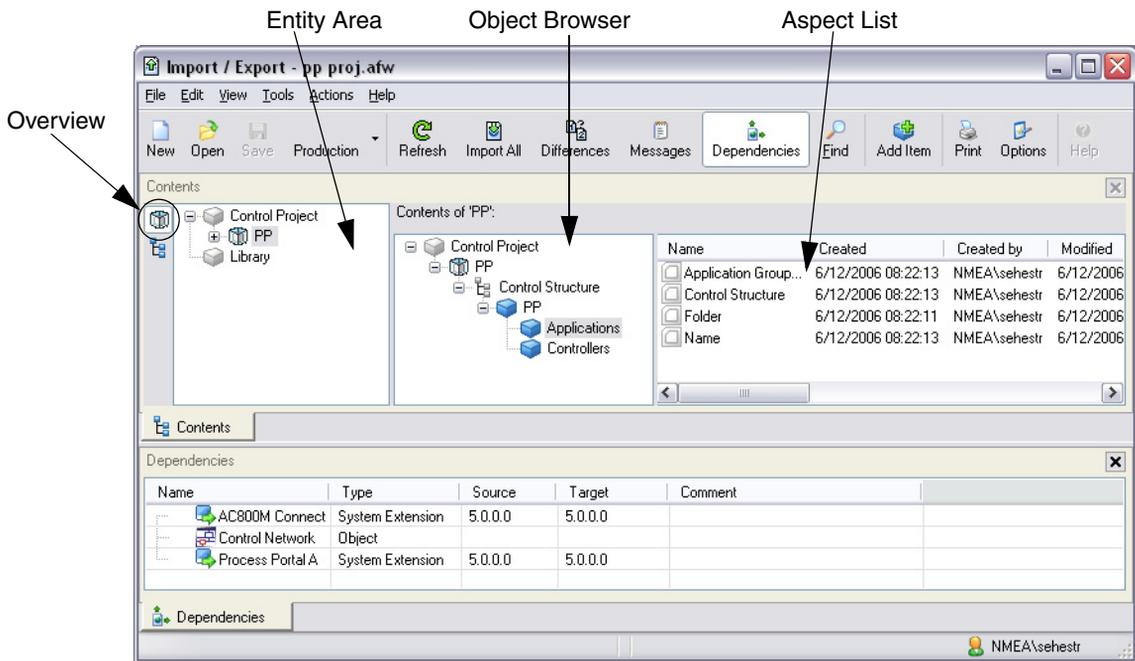 Entity Area Object Browser Aspect List
Overview
Import / Export - pp proj.afw
File Edit View Tools Actions Help
New Open Save Production Refresh Import All Differences Messages Dependencies Find Add Item Print Options Help
Contents
Control Project
PP
Library
Contents of 'PP':
Control Project
PP
Control Structure
PP
Applications
Controllers
Name Created Created by Modified
Application Group... 6/12/2006 08:22:13 NMEA\sehestr 6/12/2006
Control Structure 6/12/2006 08:22:13 NMEA\sehestr 6/12/2006
Folder 6/12/2006 08:22:11 NMEA\sehestr 6/12/2006
Name 6/12/2006 08:22:13 NMEA\sehestr 6/12/2006
Contents
Dependencies
Name Type Source Target Comment
AC800M Connect System Extension 5.0.0.0 5.0.0.0
Control Network Object
Process Portal A System Extension 5.0.0.0 5.0.0.0
Dependencies
NMEA\sehestr